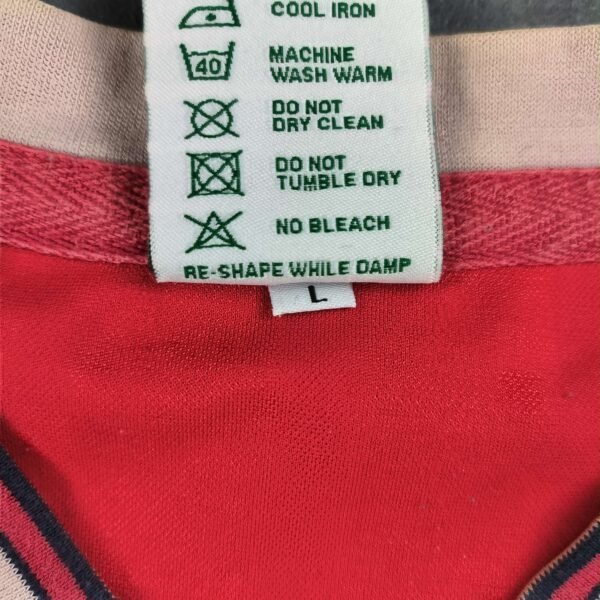 COOL IRON
40
MACHINE
WASH WARM
DO NOT
DRY CLEAN
DO NOT
TUMBLE DRY
NO BLEACH
RE-SHAPE WHILE DAMP
L